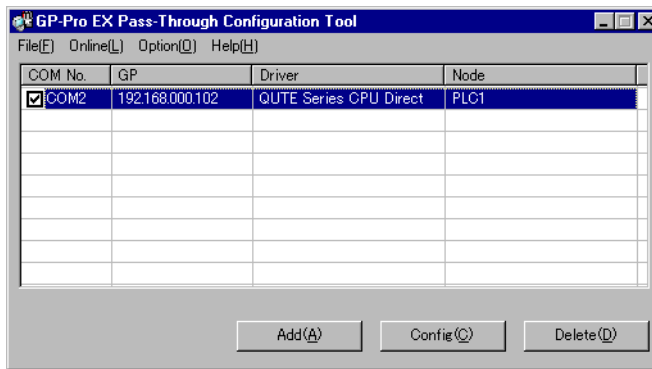 GP-Pro EX Pass-Through Configuration Tool
File(F) Online(L) Option(O) Help(H)
COM No. GP Driver Node
COM2 192.168.000.102 QUTE Series CPU Direct PLC1
Add(A) Config(C) Delete(D)